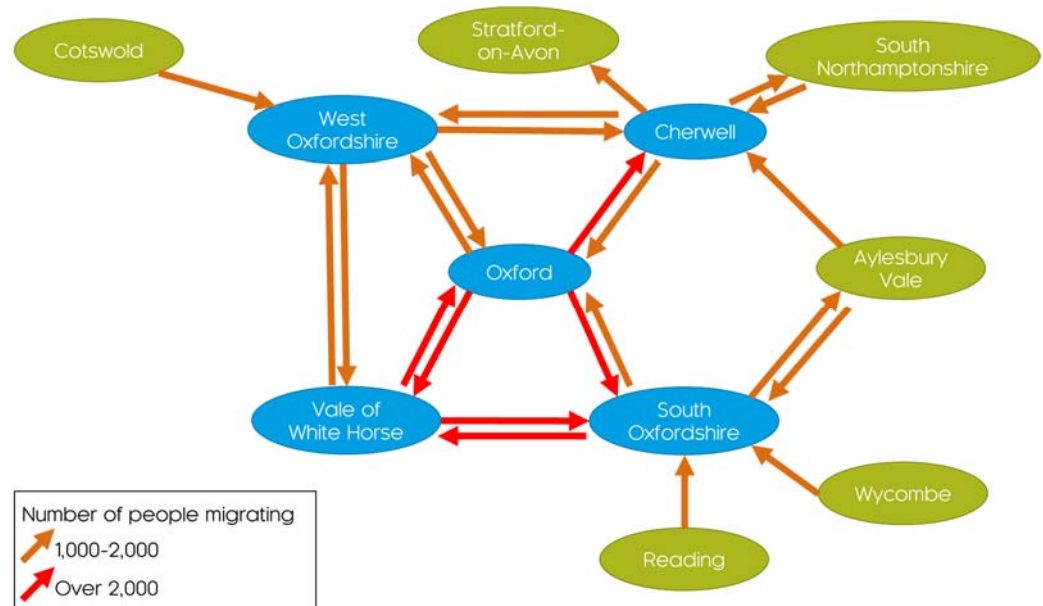 Cotswold
Stratford-
on-Avon
South
Northamptonshire
West
Oxfordshire
Cherwell
Oxford
Aylesbury
Vale
Vale of
White Horse
South
Oxfordshire
Wycombe
Reading
Number of people migrating
1,000-2,000
Over 2,000